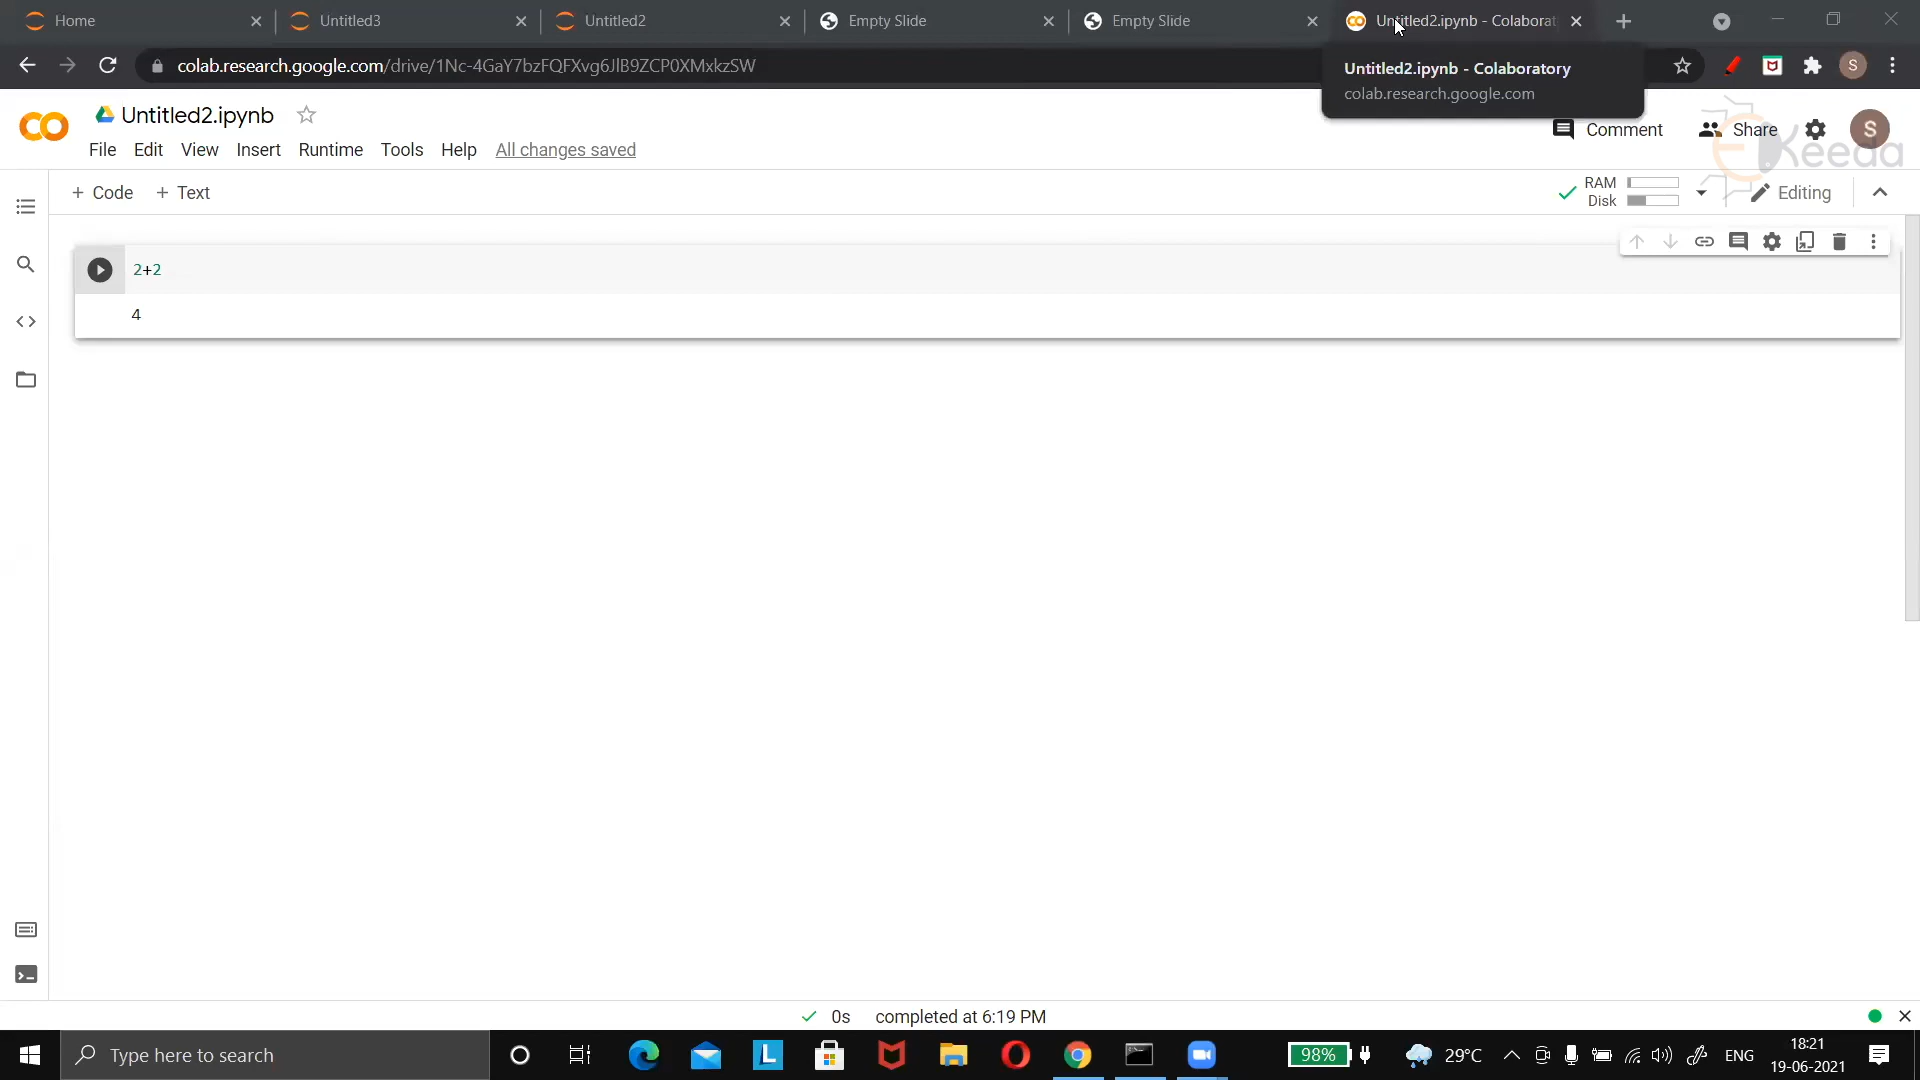 Home
Untitled3
Untitled2
Empty Slide
Empty Slide
Untitled2.ipynb - Colaborat
colab.research.google.com/drive/1Nc-4GaY7bzFQFXvg6JlB9ZCP0XMxkzSW
S
Untitled2.ipynb - Colaboratory
colab.research.google.com
Untitled2.ipynb
Comment
Share
S
File Edit View Insert Runtime Tools Help All changes saved
EKeeda
+ Code + Text
RAM
Disk
Editing
2+2
4
0s completed at 6:19 PM
Type here to search
L
98%
29°C
ENG
18:21
19-06-2021